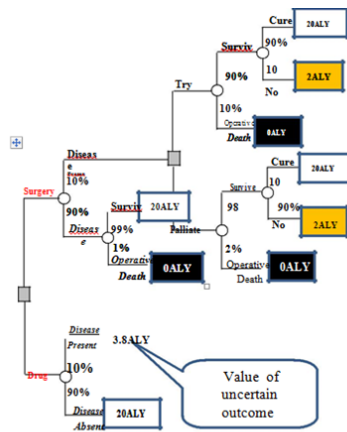 Cure
20ALY
Surviv
90%
90%
10
2ALY
Try
No
10%
Operative
Death
0ALY
Diseas
e
10%
Cure
20ALY
Surgery
Survive
10
90%
Surviv
20ALY
98
90%
Diseas
e
99%
Palliate
No
2ALY
1%
2%
Operative
Death
0ALY
Operative
Death
0ALY
Disease
Present
3.8ALY
10%
Drug
90%
Disease
Absent
20ALY
Value of
uncertain
outcome